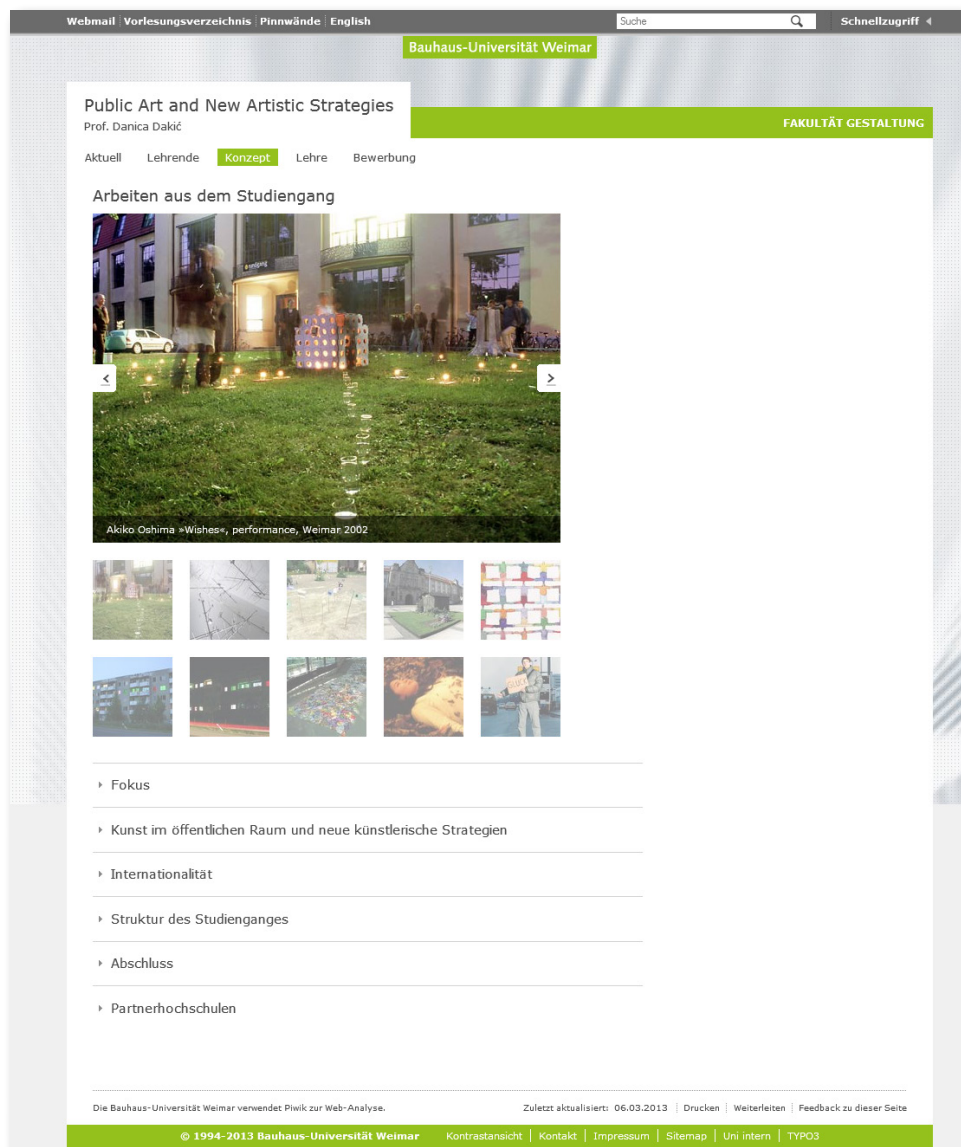 Webmail Vorlesungsverzeichnis Pinnwände English Suche Schnellzugriff
Bauhaus-Universität Weimar
Public Art and New Artistic Strategies
Prof. Danica Dakić
FAKULTÄT GESTALTUNG
Aktuell Lehrende Konzept Lehre Bewerbung
Arbeiten aus dem Studiengang
Akiko Oshima »Wishes«, performance, Weimar 2002
Fokus
Kunst im öffentlichen Raum und neue künstlerische Strategien
Internationalität
Struktur des Studienganges
Abschluss
Partnerhochschulen
Die Bauhaus-Universität Weimar verwendet Piwik zur Web-Analyse. Zuletzt aktualisiert: 06.03.2013 Drucken Weiterleiten Feedback zu dieser Seite
© 1994-2013 Bauhaus-Universität Weimar Kontrastansicht | Kontakt | Impressum | Sitemap | Uni intern | TYPO3